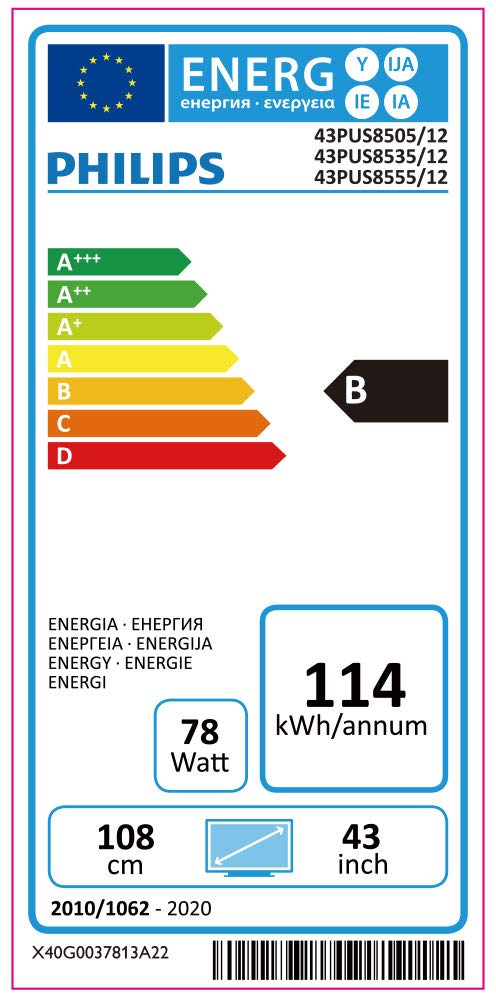 ENERG Y IJA
енергия · ενεργεια IE IA
43PUS8505/12
43PUS8535/12
43PUS8555/12
PHILIPS
A+++
A++
A+
A
B
C
D
B
ENERGIA · ЕНЕРГИЯ
ΕΝΕΡΓΕΙΑ · ENERGIJA
ENERGY · ENERGIE
ENERGI
114
kWh/annum
78
Watt
108
cm
43
inch
2010/1062 - 2020
X40G0037813A22